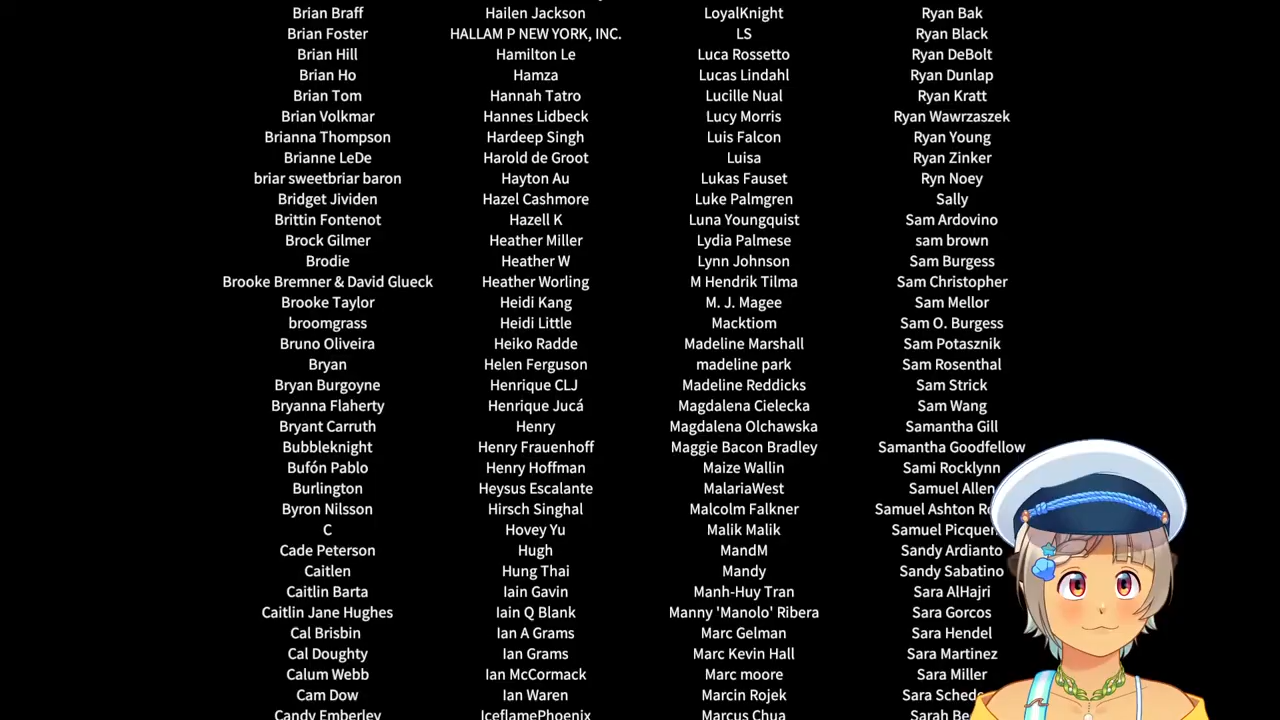 Brian Braff
Brian Foster
Brian Hill
Brian Ho
Brian Tom
Brian Volkmar
Brianna Thompson
Brianne LeDe
briar sweetbriar baron
Bridget Jividen
Brittin Fontenot
Brock Gilmer
Brodie
Brooke Bremner & David Glueck
Brooke Taylor
broomgrass
Bruno Oliveira
Bryan
Bryan Burgoyne
Bryanna Flaherty
Bryant Carruth
Bubbleknight
Bufón Pablo
Burlington
Byron Nilsson
C
Cade Peterson
Caitlen
Caitlin Barta
Caitlin Jane Hughes
Cal Brisbin
Cal Doughty
Calum Webb
Cam Dow
Candy Emberley
Hailen Jackson
HALLAM P NEW YORK, INC.
Hamilton Le
Hamza
Hannah Tatro
Hannes Lidbeck
Hardeep Singh
Harold de Groot
Hayton Au
Hazel Cashmore
Hazell K
Heather Miller
Heather W
Heather Worling
Heidi Kang
Heidi Little
Heiko Radde
Helen Ferguson
Henrique CLJ
Henrique Jucá
Henry
Henry Frauenhoff
Henry Hoffman
Heysus Escalante
Hirsch Singhal
Hovey Yu
Hugh
Hung Thai
Iain Gavin
Iain Q Blank
Ian A Grams
Ian Grams
Ian McCormack
Ian Waren
IceflamePhoenix
LoyalKnight
LS
Luca Rossetto
Lucas Lindahl
Lucille Nual
Lucy Morris
Luis Falcon
Luisa
Lukas Fauset
Luke Palmgren
Luna Youngquist
Lydia Palmese
Lynn Johnson
M Hendrik Tilma
M. J. Magee
Macktiom
Madeline Marshall
madeline park
Madeline Reddicks
Magdalena Cielecka
Magdalena Olchawska
Maggie Bacon Bradley
Maize Wallin
MalariaWest
Malcolm Falkner
Malik Malik
MandM
Mandy
Manh-Huy Tran
Manny 'Manolo' Ribera
Marc Gelman
Marc Kevin Hall
Marc moore
Marcin Rojek
Marcus Chua
Ryan Bak
Ryan Black
Ryan DeBolt
Ryan Dunlap
Ryan Kratt
Ryan Wawrzaszek
Ryan Young
Ryan Zinker
Ryn Noey
Sally
Sam Ardovino
sam brown
Sam Burgess
Sam Christopher
Sam Mellor
Sam O. Burgess
Sam Potasznik
Sam Rosenthal
Sam Strick
Sam Wang
Samantha Gill
Samantha Goodfellow
Sami Rocklynn
Samuel Allen
Samuel Ashton
Samuel
Sandy Ardianto
Sandy Sabatino
Sara AlHajri
Sara Gorcos
Sara Hendel
Sara Martinez
Sara Miller
Sara
Sarah